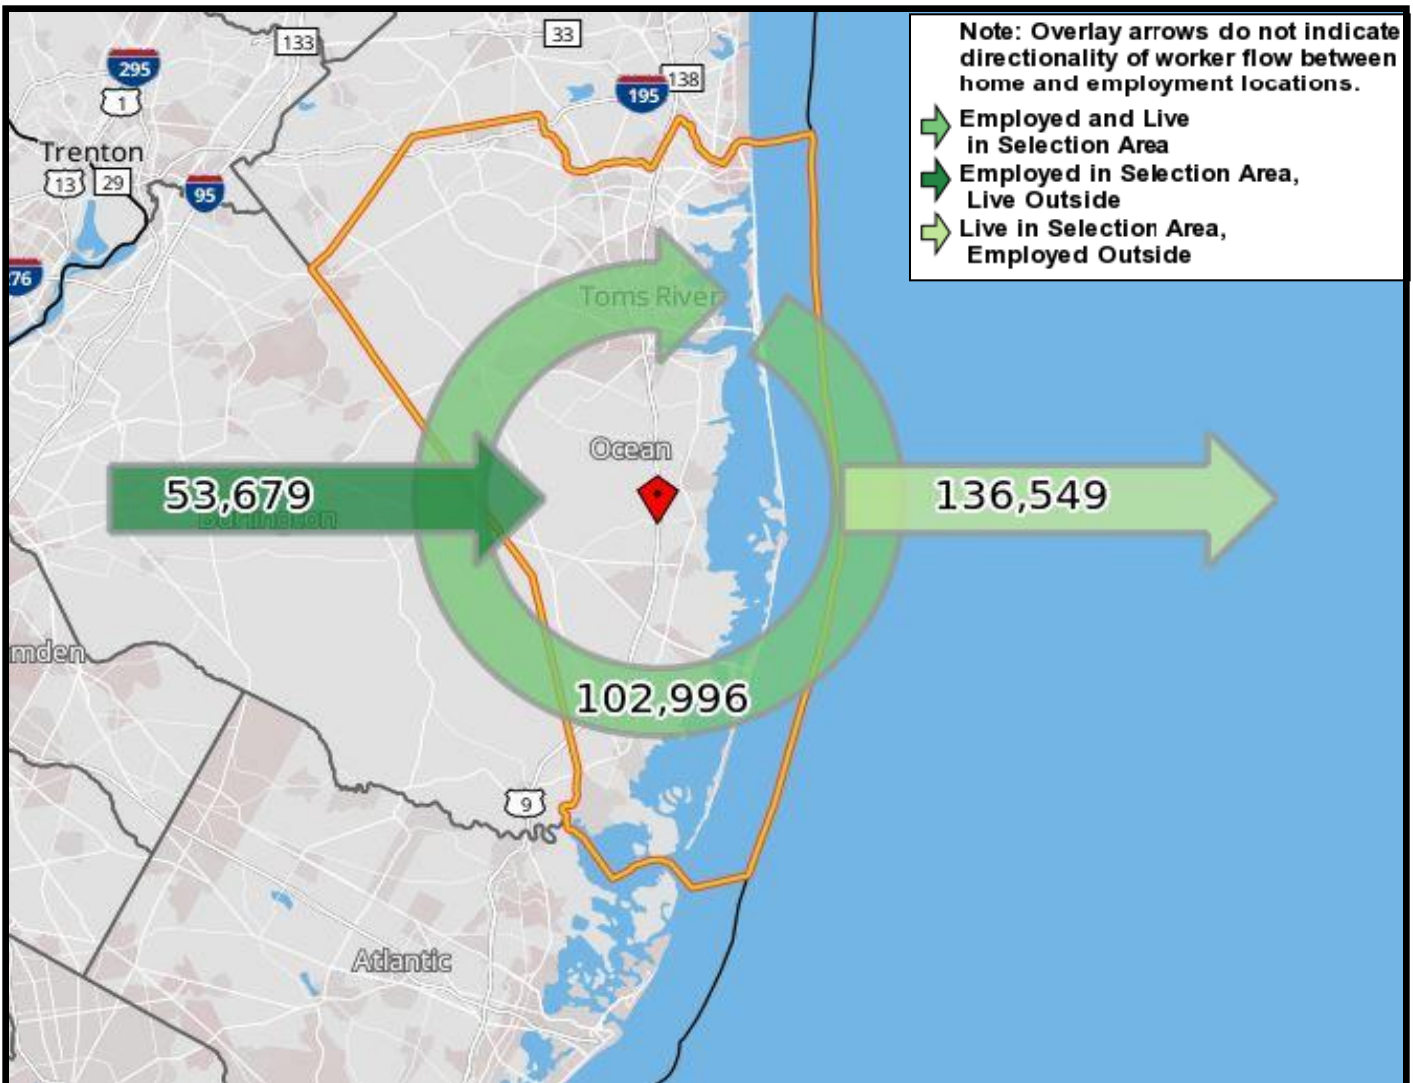 133
33
Note: Overlay arrows do not indicate
directionality of worker flow between
home and employment locations.
295
138
195
1
Employed and Live
in Selection Area
Trenton
13
29
95
Employed in Selection Area,
Live Outside
Live in Selection Area,
Employed Outside
76
Toms River
Ocean
53,679
136,549
Burlington
mden
102,996
9
Atlantic